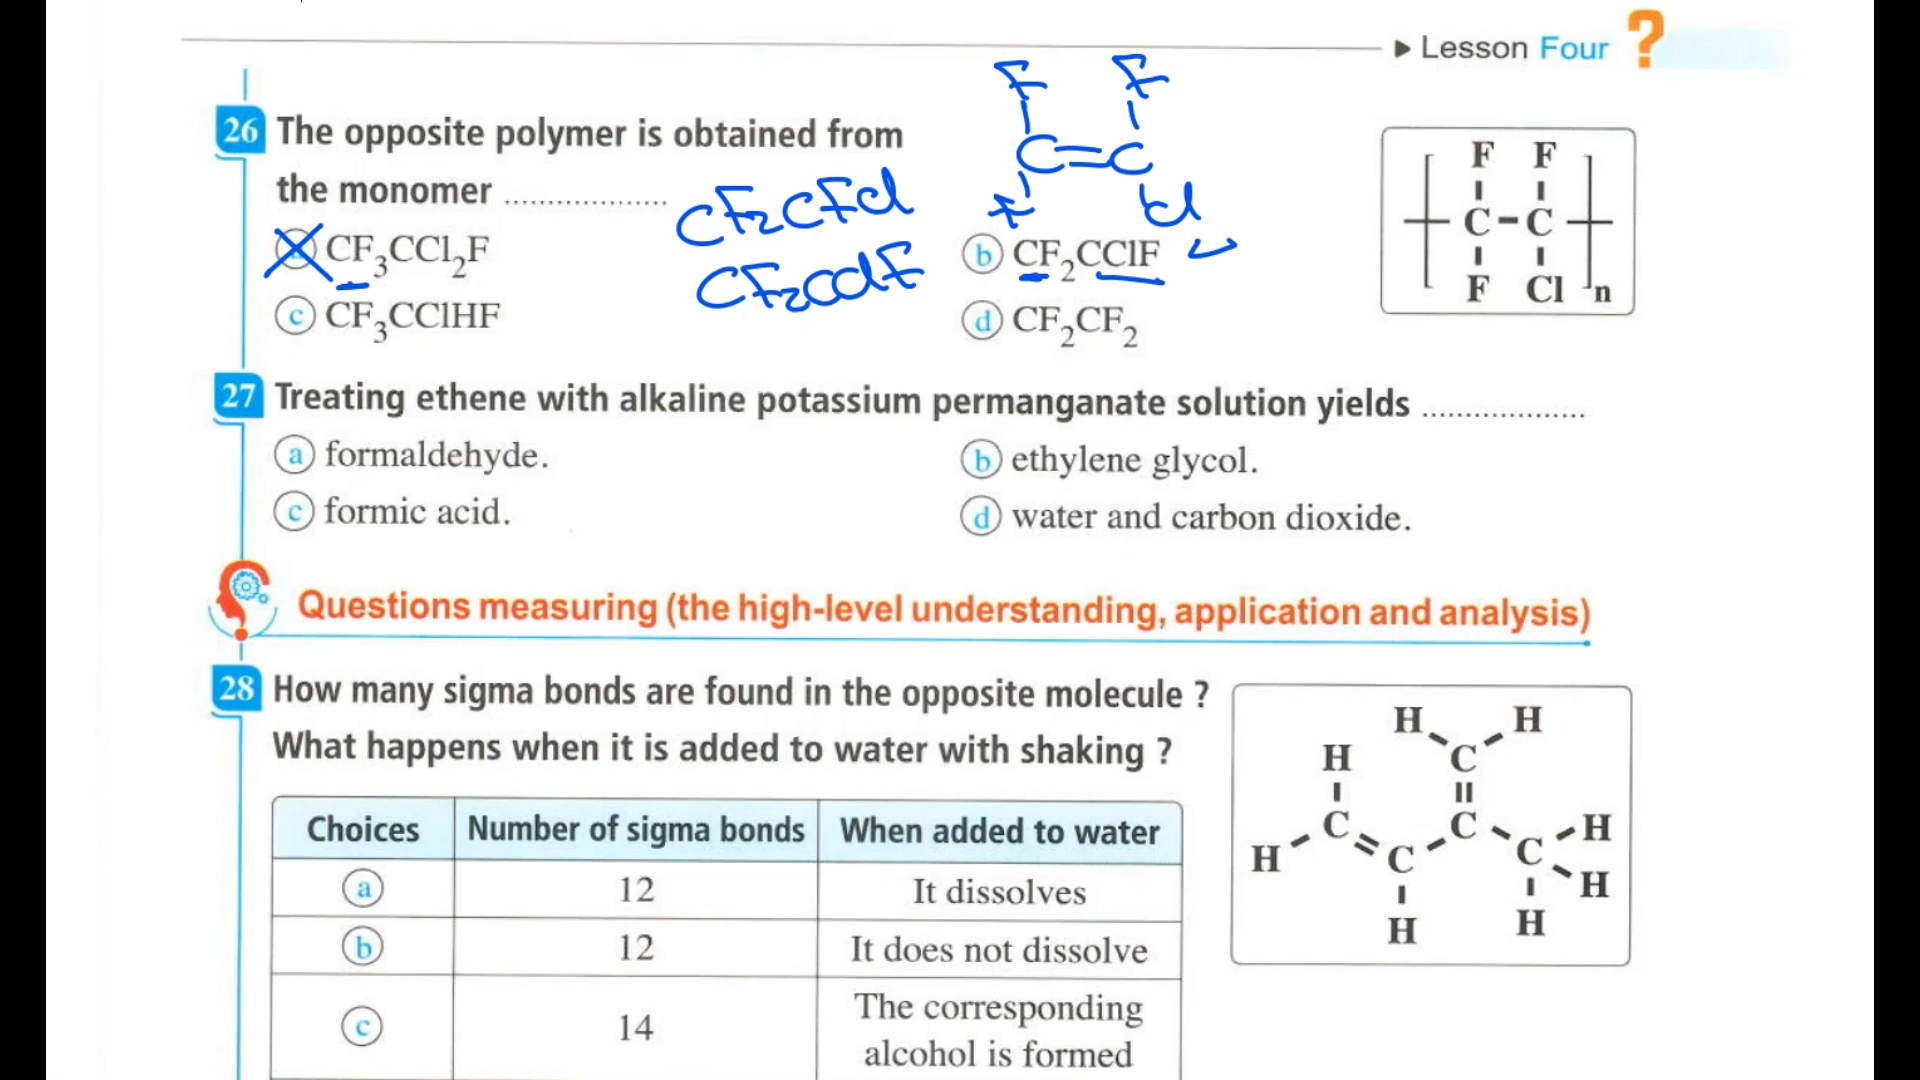 ▶ Lesson Four ?
26 The opposite polymer is obtained from
the monomer ....................
a CF₃CCl₂F
b CF₂CClF
c CF₃CClHF
d CF₂CF₂
F F
C=C
F Cl
CF₂CFCl
CF₂CClF
F F
C-C
F Cl n
27 Treating ethene with alkaline potassium permanganate solution yields ....................
a formaldehyde.
b ethylene glycol.
c formic acid.
d water and carbon dioxide.
Questions measuring (the high-level understanding, application and analysis)
28 How many sigma bonds are found in the opposite molecule ?
What happens when it is added to water with shaking ?
Choices Number of sigma bonds When added to water
a 12 It dissolves
b 12 It does not dissolve
c 14 The corresponding
alcohol is formed
H H
H C
C C H
H C C H
H H